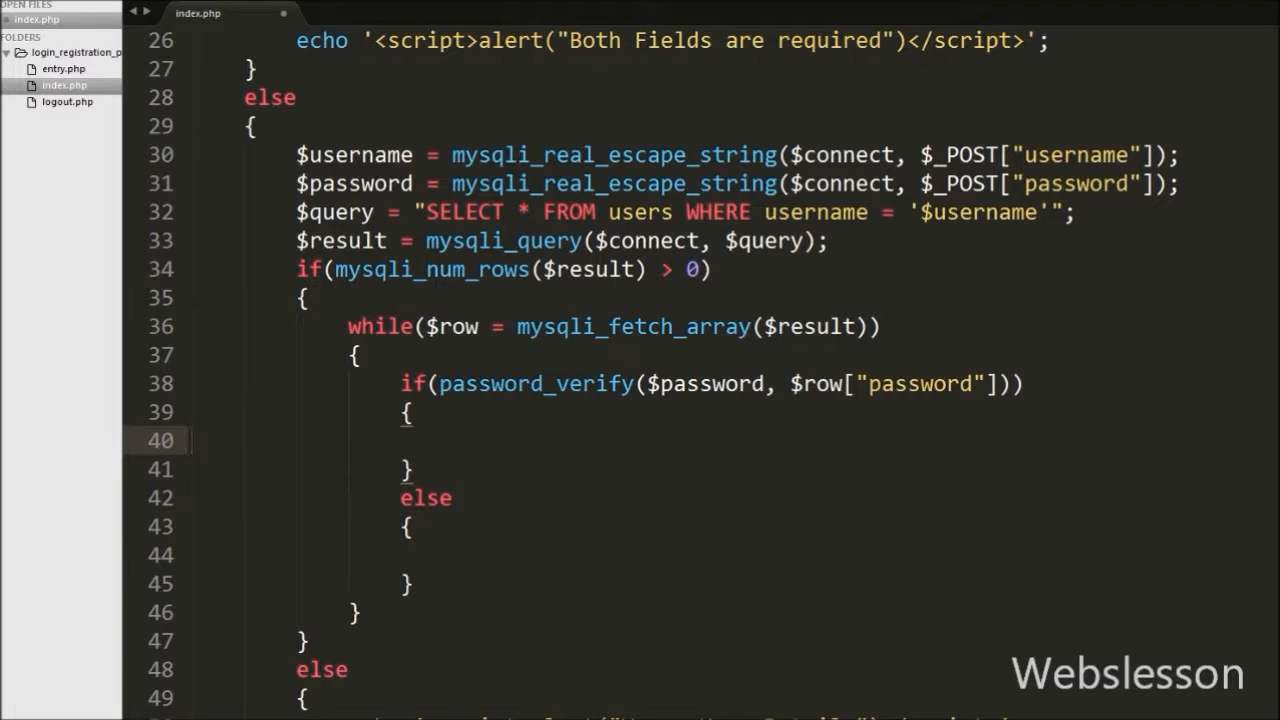 OPEN FILES
index.php
FOLDERS
login_registration_p
entry.php
index.php
logout.php
index.php
26 echo '<script>alert("Both Fields are required")</script>';
27 }
28 else
29 {
30 $username = mysqli_real_escape_string($connect, $_POST["username"]);
31 $password = mysqli_real_escape_string($connect, $_POST["password"]);
32 $query = "SELECT * FROM users WHERE username = '$username'";
33 $result = mysqli_query($connect, $query);
34 if(mysqli_num_rows($result) > 0)
35 {
36 while($row = mysqli_fetch_array($result))
37 {
38 if(password_verify($password, $row["password"]))
39 {
40
41 }
42 else
43 {
44
45 }
46 }
47 }
48 else
49 {
Webslesson